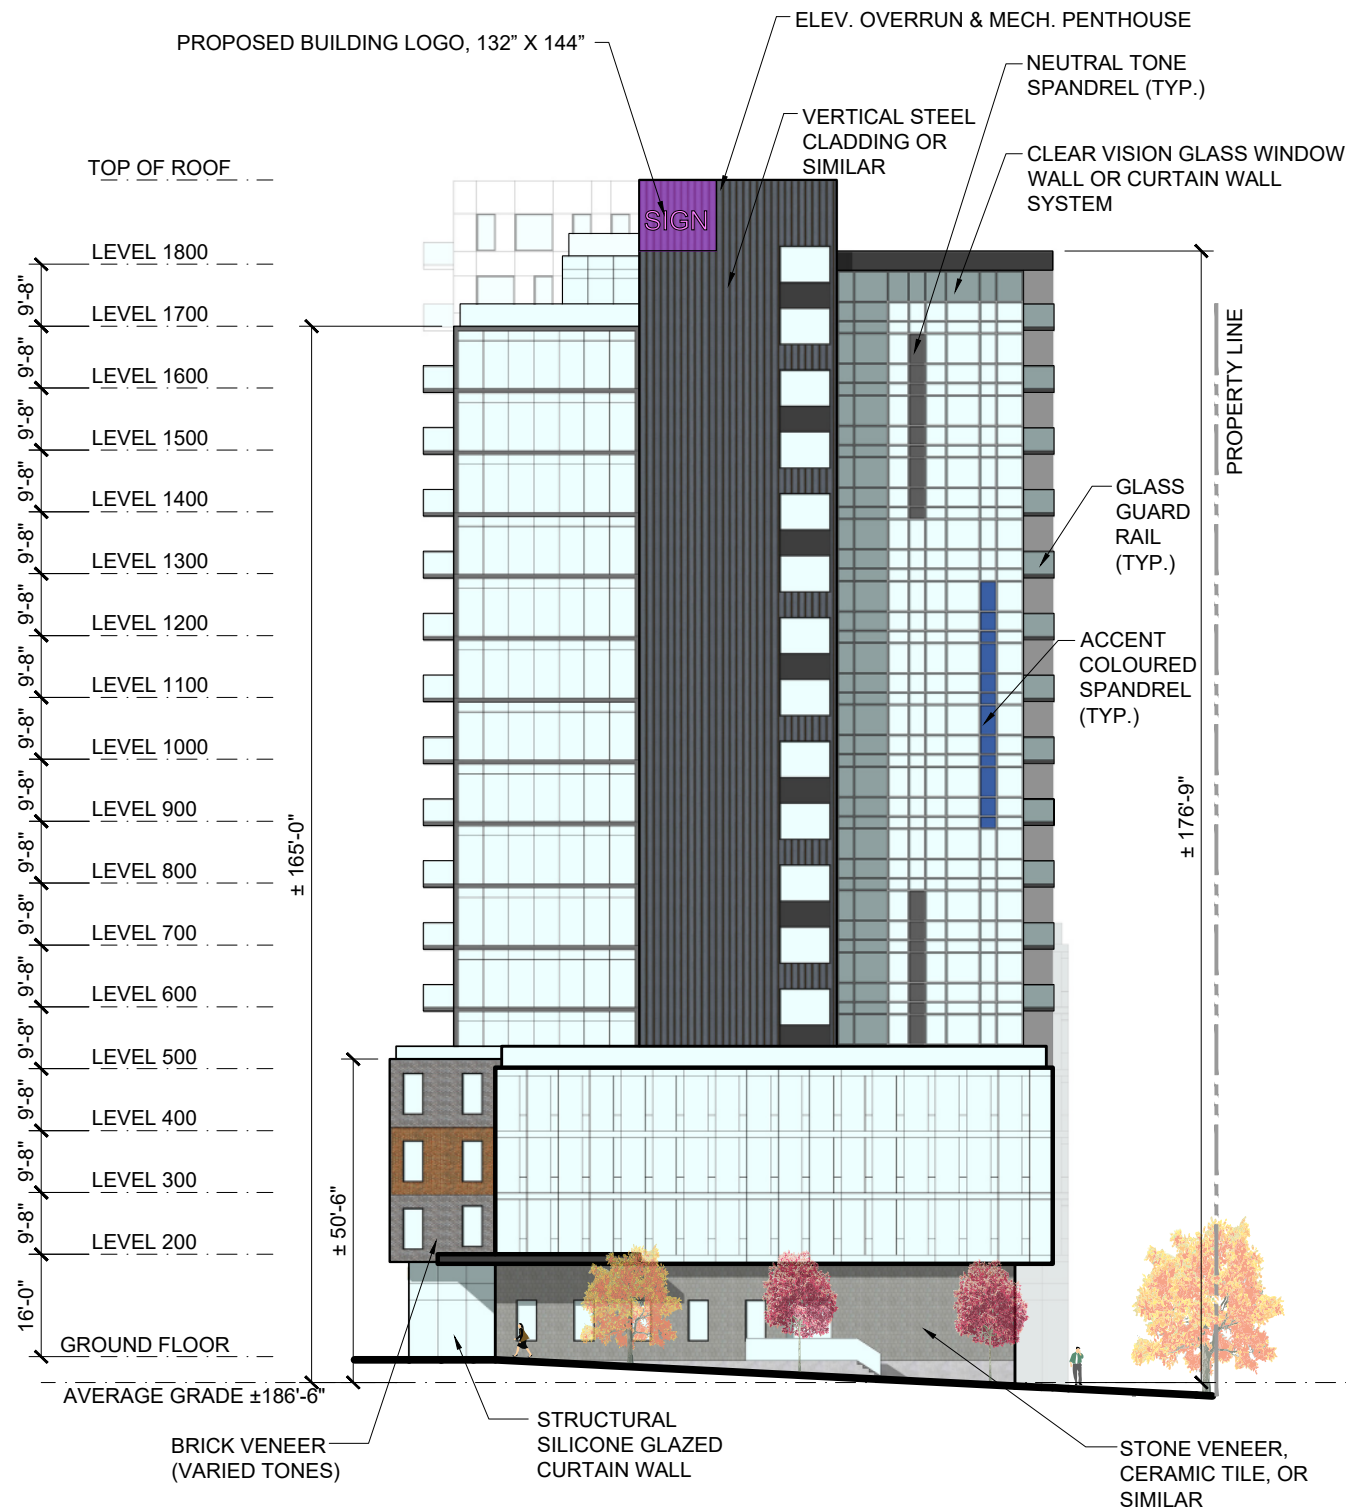 ELEV. OVERRUN & MECH. PENTHOUSE
PROPOSED BUILDING LOGO, 132” X 144”
NEUTRAL TONE
SPANDREL (TYP.)
VERTICAL STEEL
CLADDING OR
SIMILAR
CLEAR VISION GLASS WINDOW
WALL OR CURTAIN WALL
SYSTEM
TOP OF ROOF
SIGN
LEVEL 1800
9'-8"
LEVEL 1700
9'-8"
LEVEL 1600
9'-8"
LEVEL 1500
9'-8"
LEVEL 1400
9'-8"
LEVEL 1300
9'-8"
LEVEL 1200
9'-8"
LEVEL 1100
9'-8"
LEVEL 1000
9'-8"
LEVEL 900
9'-8"
LEVEL 800
9'-8"
LEVEL 700
9'-8"
LEVEL 600
9'-8"
LEVEL 500
9'-8"
LEVEL 400
9'-8"
LEVEL 300
9'-8"
LEVEL 200
16'-0"
GROUND FLOOR
AVERAGE GRADE ±186'-6"
± 165'-0"
± 50'-6"
PROPERTY LINE
GLASS
GUARD
RAIL
(TYP.)
ACCENT
COLOURED
SPANDREL
(TYP.)
± 176'-9"
BRICK VENEER
(VARIED TONES)
STRUCTURAL
SILICONE GLAZED
CURTAIN WALL
STONE VENEER,
CERAMIC TILE, OR
SIMILAR